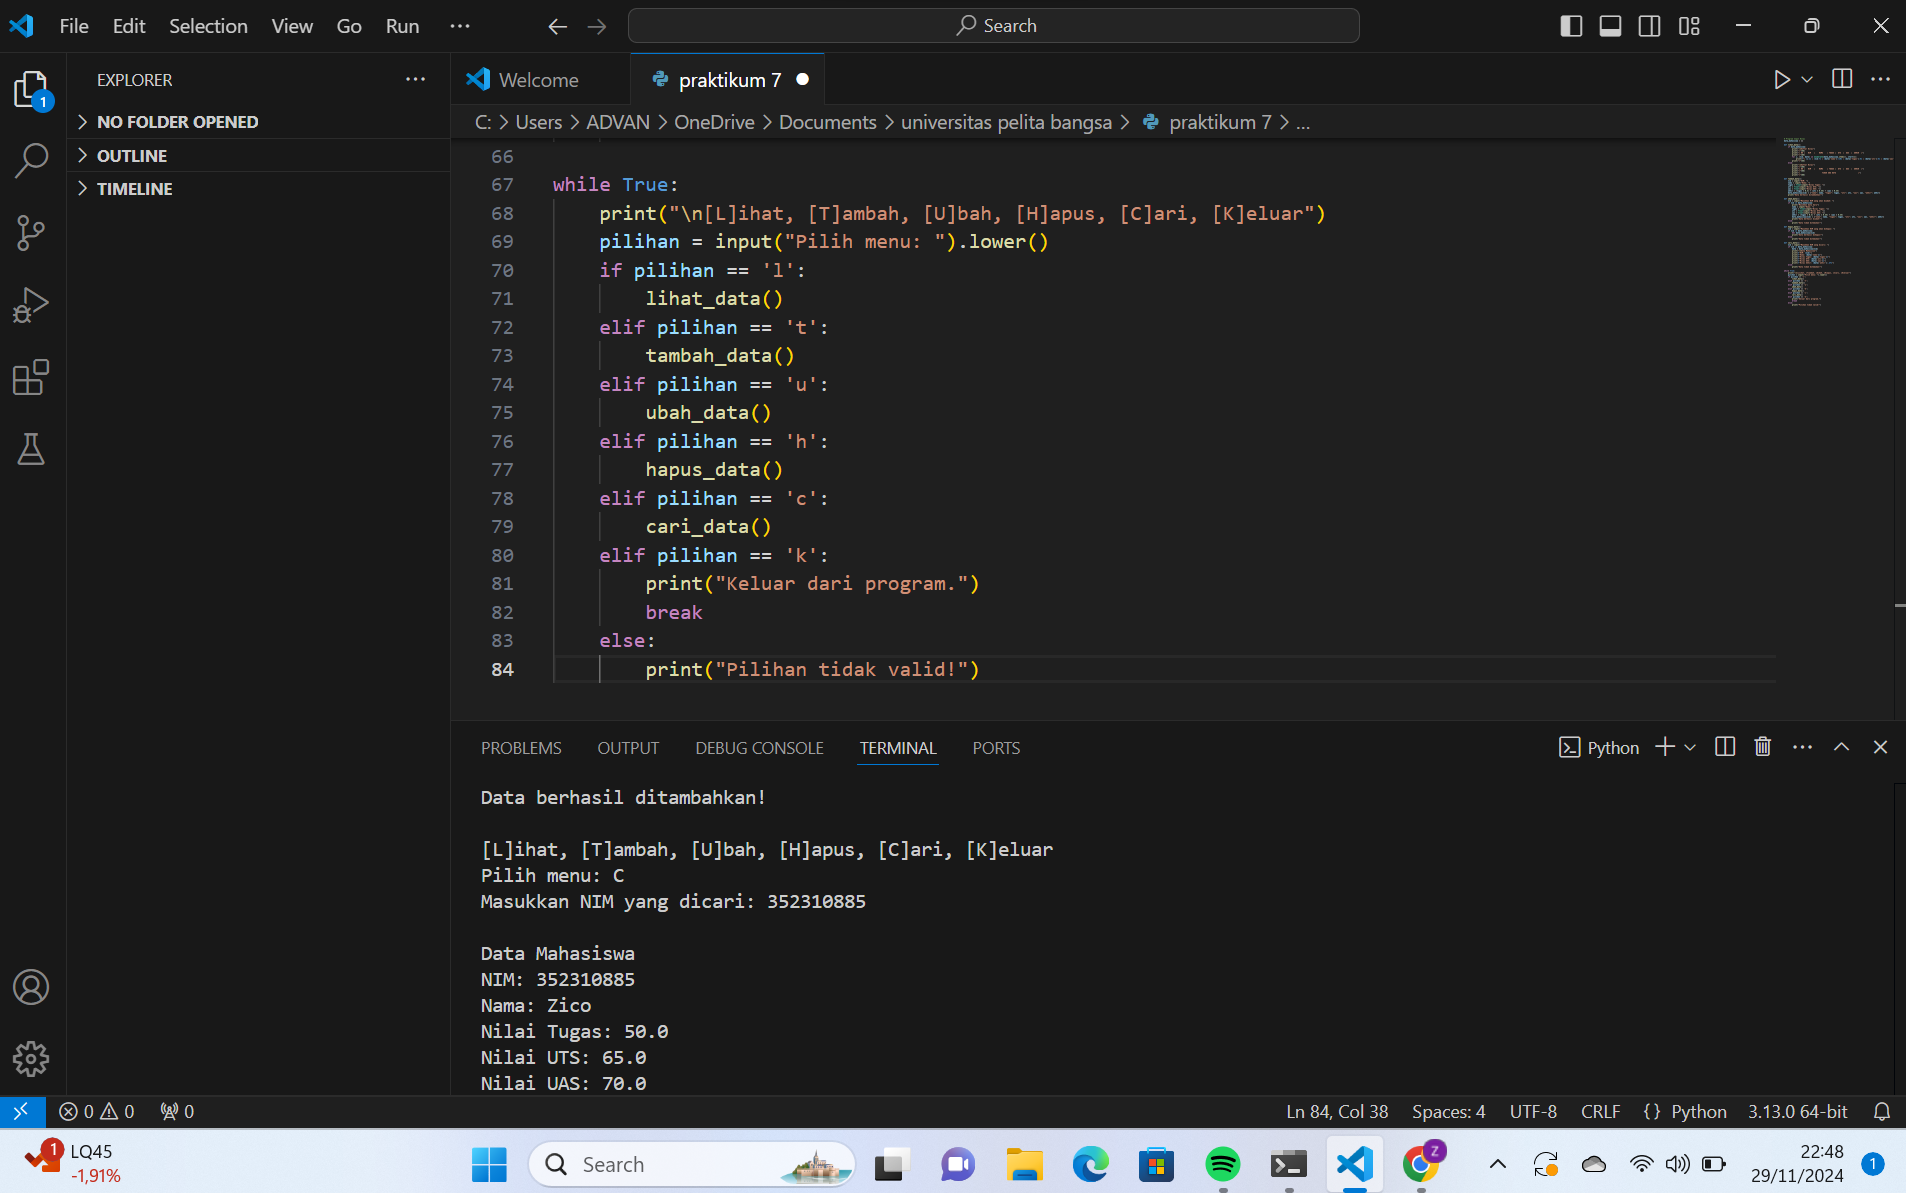 File Edit Selection View Go Run ... Search
EXPLORER ... Welcome praktikum 7
1
NO FOLDER OPENED
OUTLINE
TIMELINE
C: > Users > ADVAN > OneDrive > Documents > universitas pelita bangsa > praktikum 7 > ...
66
67 while True:
68     print("\n[L]ihat, [T]ambah, [U]bah, [H]apus, [C]ari, [K]eluar")
69     pilihan = input("Pilih menu: ").lower()
70     if pilihan == 'l':
71         lihat_data()
72     elif pilihan == 't':
73         tambah_data()
74     elif pilihan == 'u':
75         ubah_data()
76     elif pilihan == 'h':
77         hapus_data()
78     elif pilihan == 'c':
79         cari_data()
80     elif pilihan == 'k':
81         print("Keluar dari program.")
82         break
83     else:
84         print("Pilihan tidak valid!")
PROBLEMS OUTPUT DEBUG CONSOLE TERMINAL PORTS Python
Data berhasil ditambahkan!
[L]ihat, [T]ambah, [U]bah, [H]apus, [C]ari, [K]eluar
Pilih menu: C
Masukkan NIM yang dicari: 352310885
Data Mahasiswa
NIM: 352310885
Nama: Zico
Nilai Tugas: 50.0
Nilai UTS: 65.0
Nilai UAS: 70.0
0 0 0 Ln 84, Col 38 Spaces: 4 UTF-8 CRLF {} Python 3.13.0 64-bit
1 LQ45
-1,91%
Search
Z
22:48
29/11/2024
1